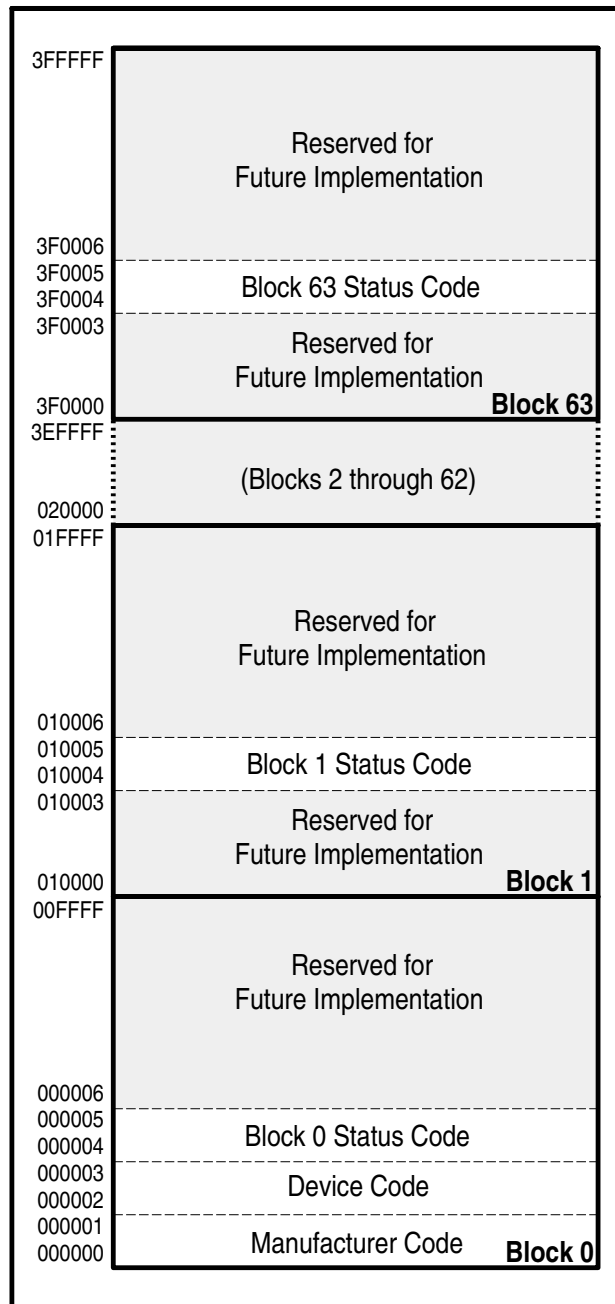 3FFFFF
Reserved for
Future Implementation
3F0006
3F0005
Block 63 Status Code
3F0004
3F0003
Reserved for
Future Implementation
3F0000
Block 63
3EFFFF
(Blocks 2 through 62)
020000
01FFFF
Reserved for
Future Implementation
010006
010005
Block 1 Status Code
010004
010003
Reserved for
Future Implementation
010000
Block 1
00FFFF
Reserved for
Future Implementation
000006
000005
Block 0 Status Code
000004
000003
Device Code
000002
000001
Manufacturer Code
000000
Block 0